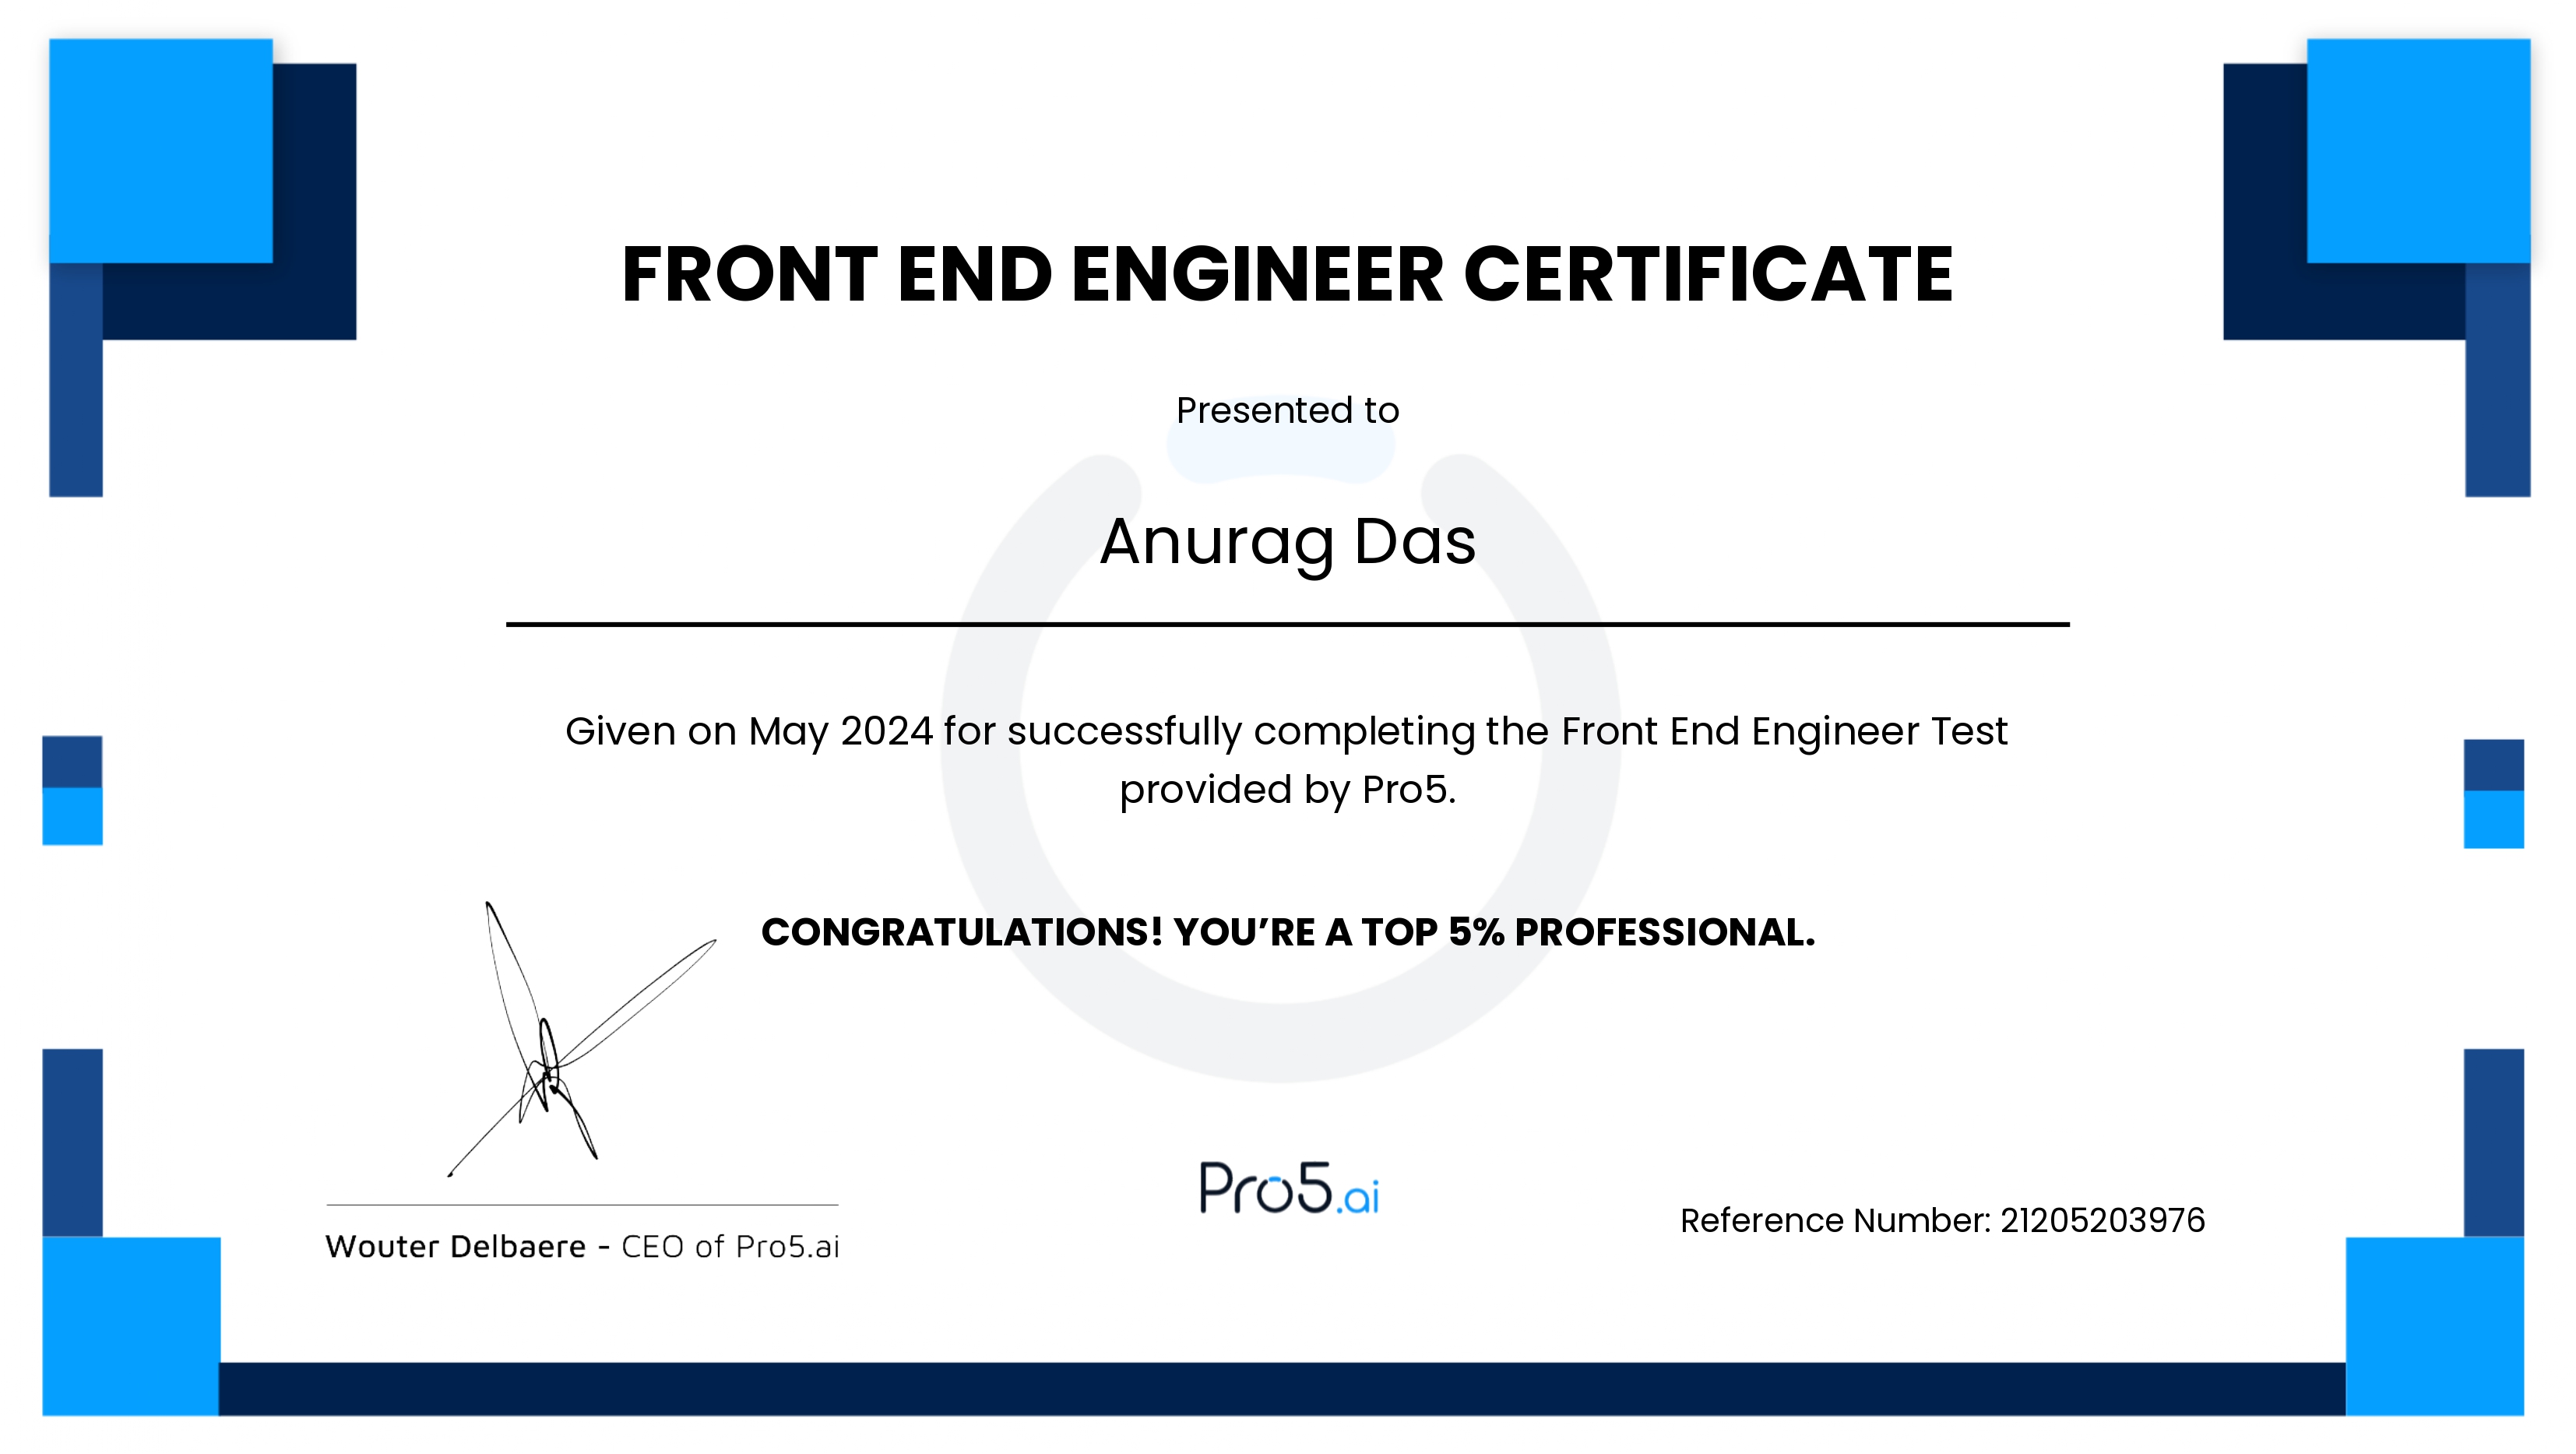 FRONT END ENGINEER CERTIFICATE
Presented to
Anurag Das
Given on May 2024 for successfully completing the Front End Engineer Test
provided by Pro5.
CONGRATULATIONS! YOU’RE A TOP 5% PROFESSIONAL.
Pro5.ai
Reference Number: 21205203976
Wouter Delbaere - CEO of Pro5.ai